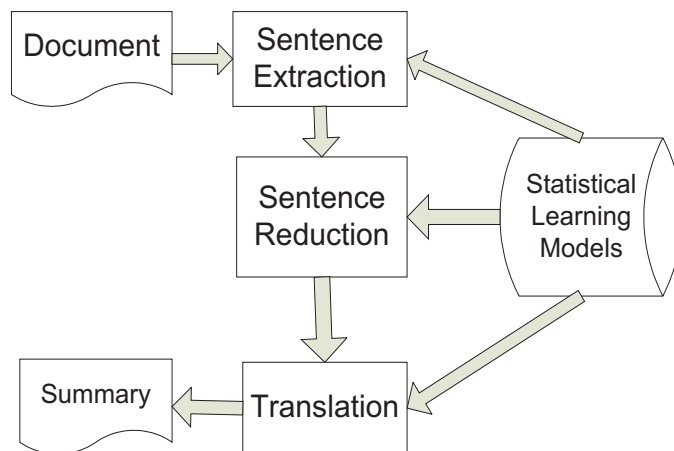 Document
Sentence
Extraction
Sentence
Reduction
Statistical
Learning
Models
Summary
Translation